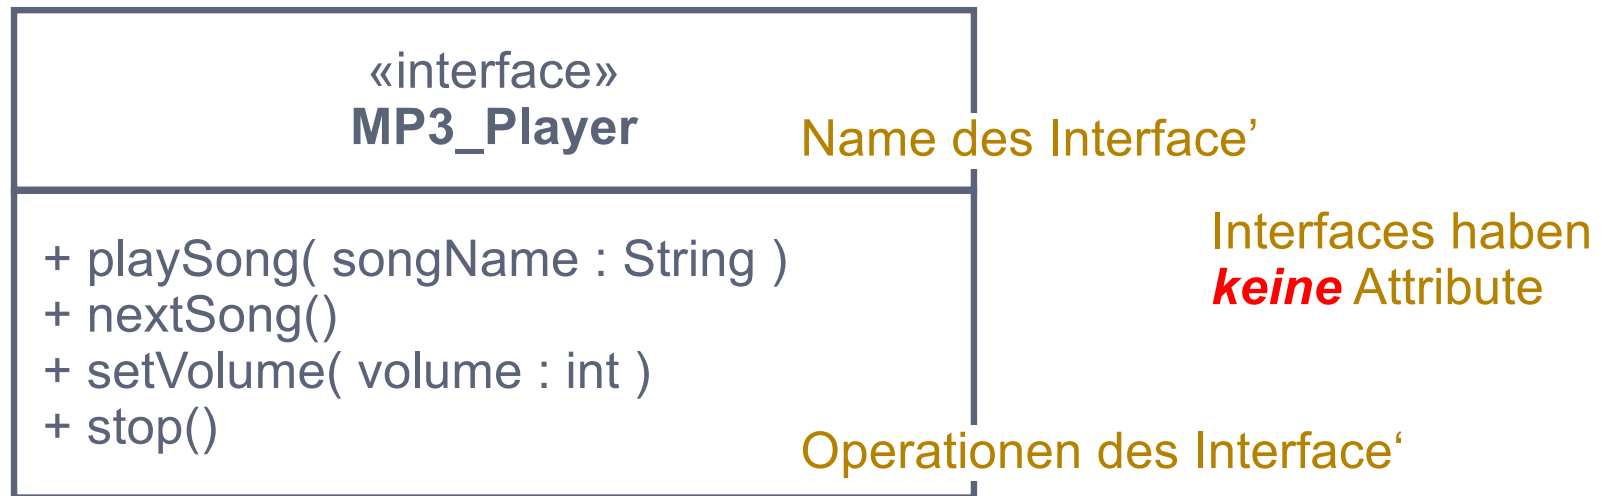 «interface»
MP3_Player
Name des Interface’
+ playSong( songName : String )
+ nextSong()
+ setVolume( volume : int )
+ stop()
Interfaces haben
keine Attribute
Operationen des Interface‘